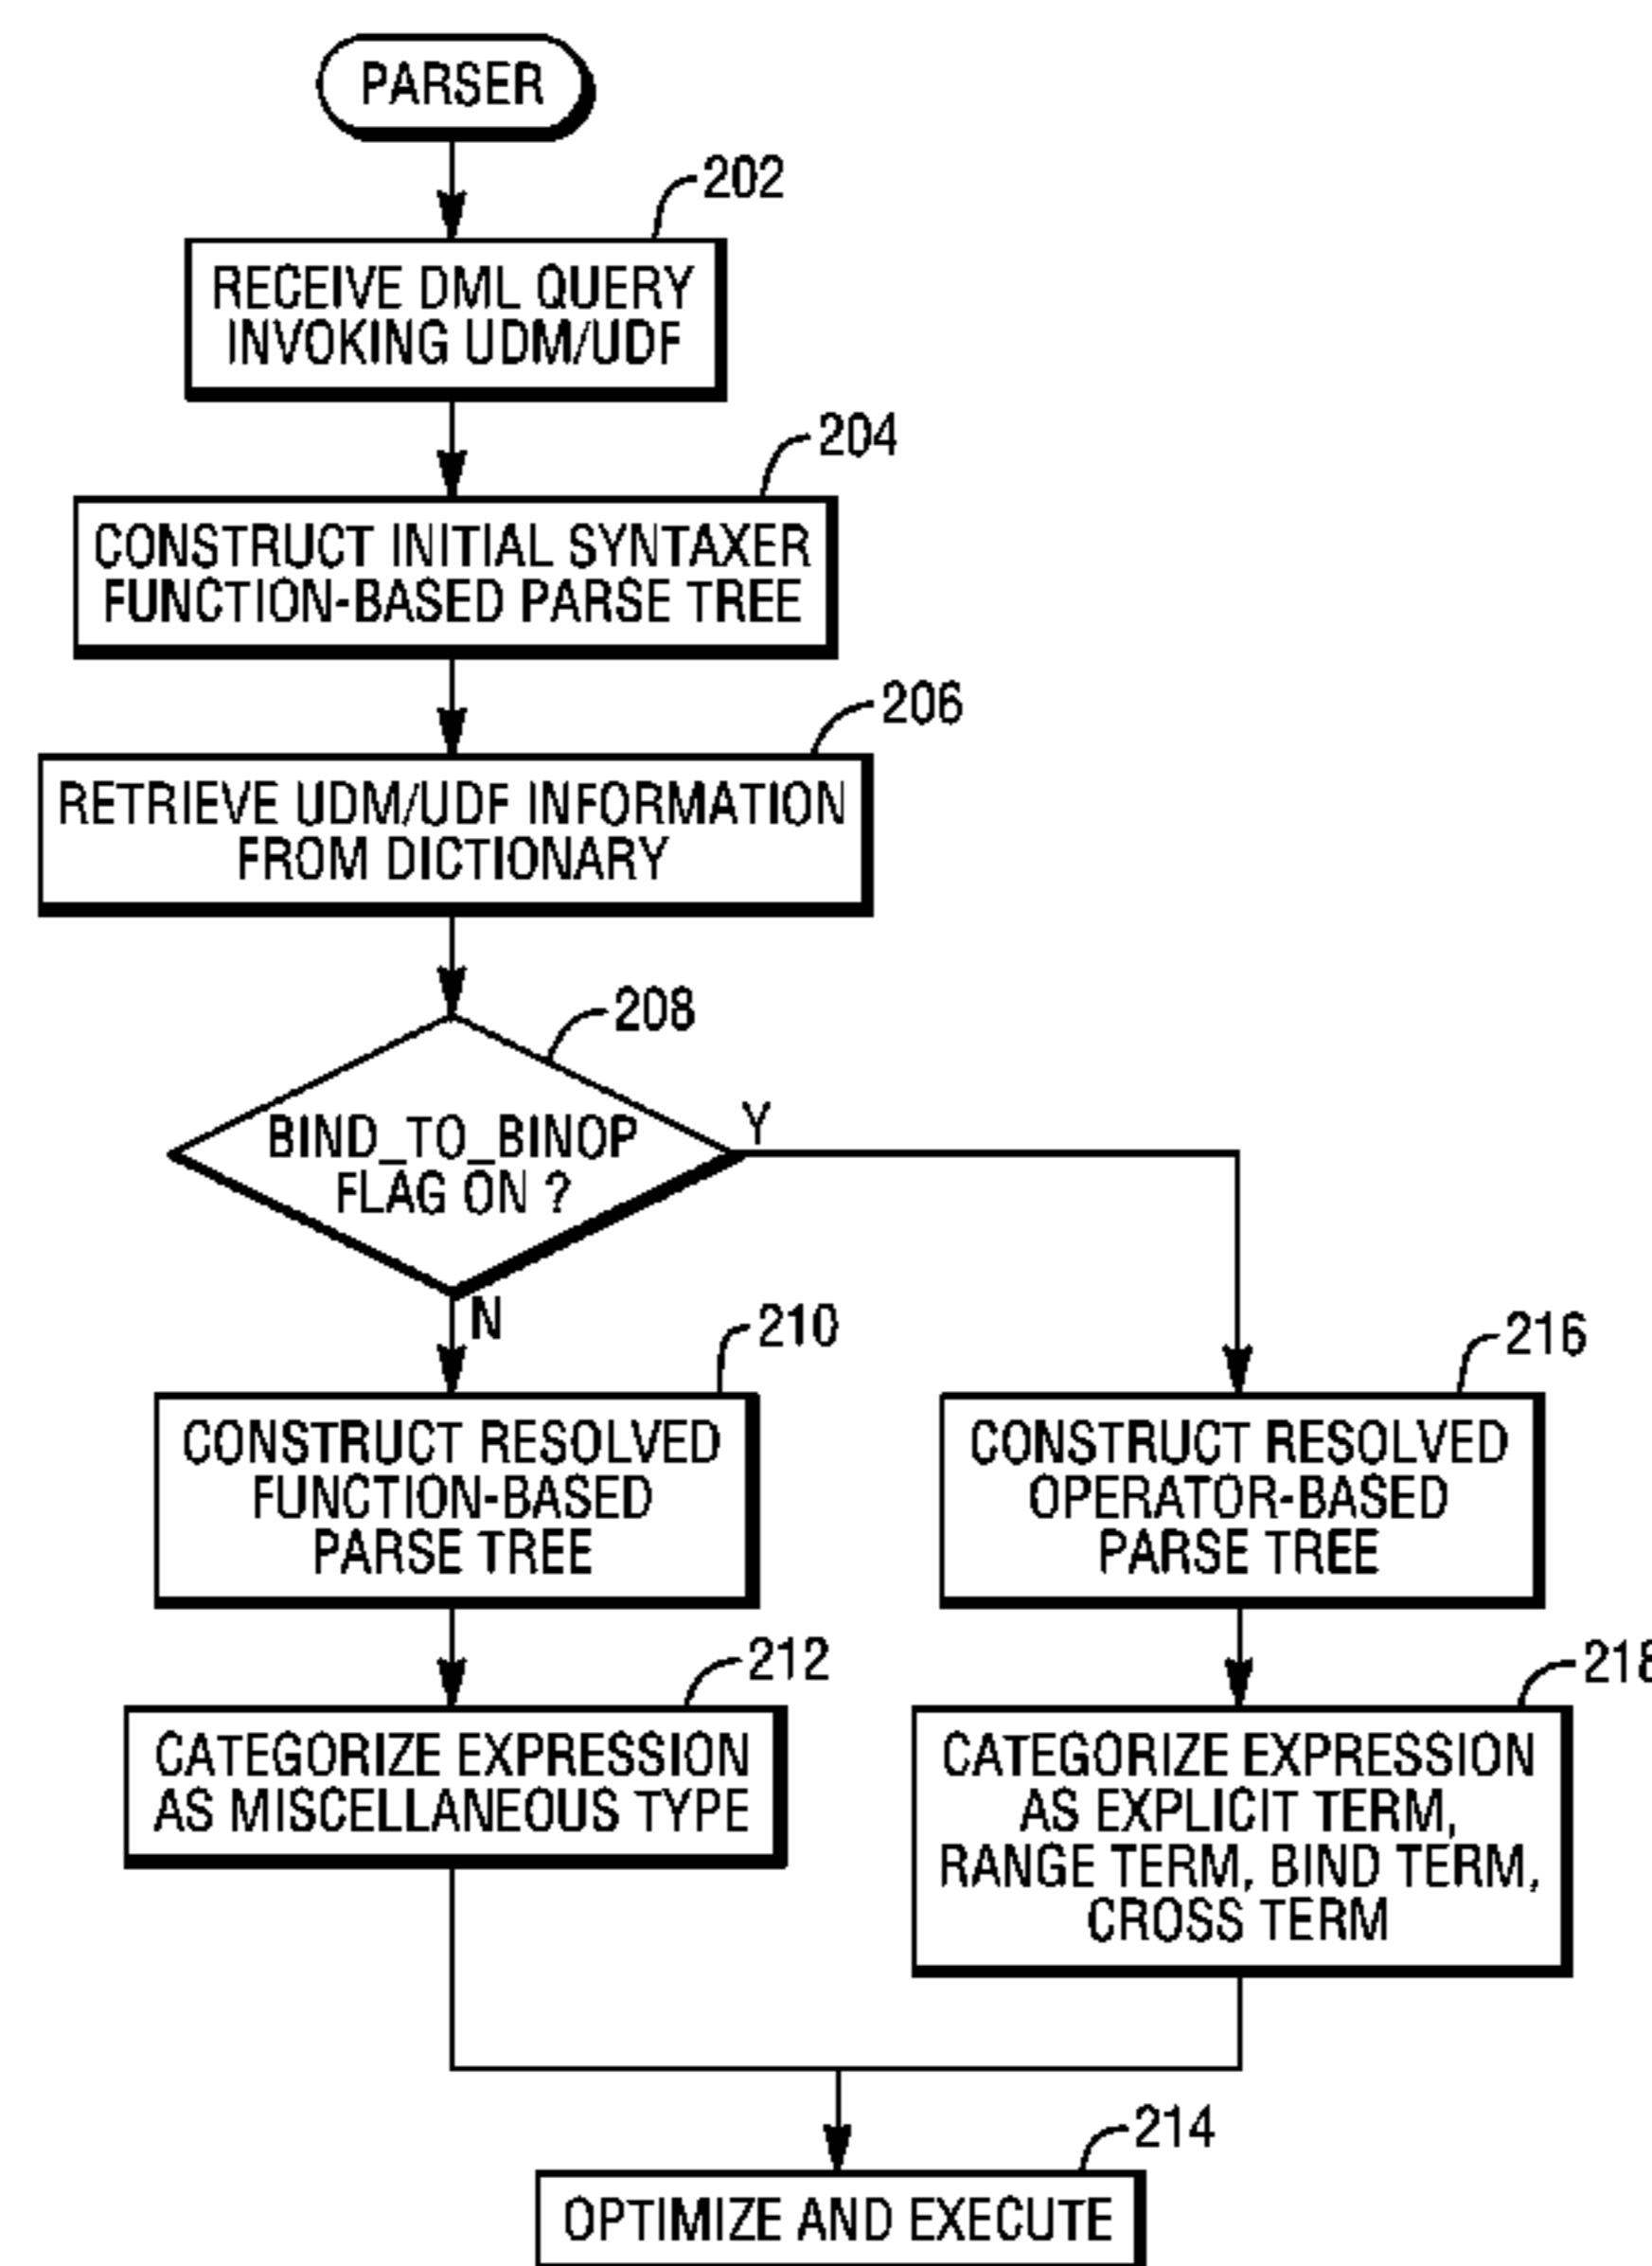 PARSER
202
RECEIVE DML QUERY
INVOKING UDM/UDF
204
CONSTRUCT INITIAL SYNTAXER
FUNCTION-BASED PARSE TREE
206
RETRIEVE UDM/UDF INFORMATION
FROM DICTIONARY
208
BIND_TO_BINOP
FLAG ON ?
Y
N
210
CONSTRUCT RESOLVED
FUNCTION-BASED
PARSE TREE
216
CONSTRUCT RESOLVED
OPERATOR-BASED
PARSE TREE
212
CATEGORIZE EXPRESSION
AS MISCELLANEOUS TYPE
218
CATEGORIZE EXPRESSION
AS EXPLICIT TERM,
RANGE TERM, BIND TERM,
CROSS TERM
214
OPTIMIZE AND EXECUTE